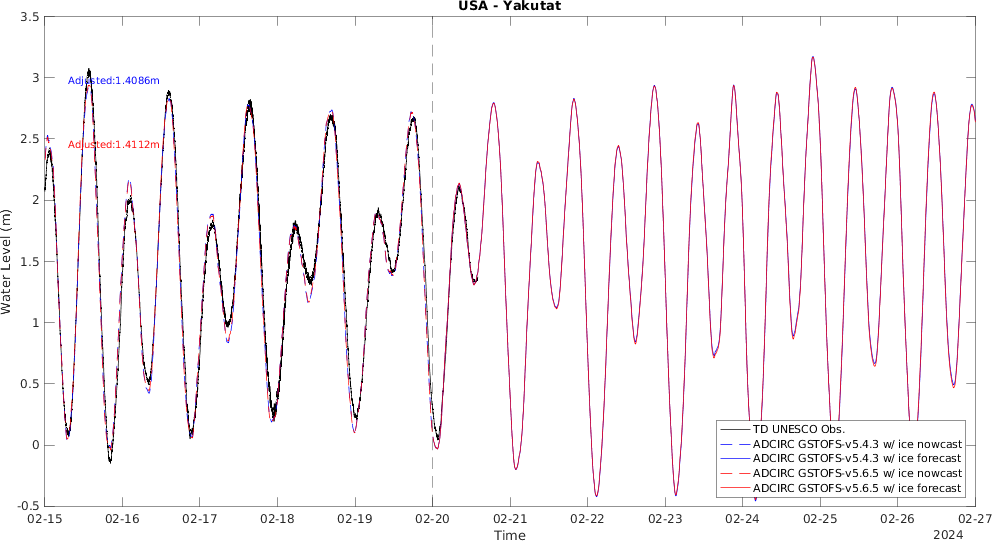 USA - Yakutat
3.5
3
2.5
2
1.5
1
0.5
0
-0.5
Water Level (m)
Adjusted:1.4086m
Adjusted:1.4112m
TD UNESCO Obs.
ADCIRC GSTOFS-v5.4.3 w/ ice nowcast
ADCIRC GSTOFS-v5.4.3 w/ ice forecast
ADCIRC GSTOFS-v5.6.5 w/ ice nowcast
ADCIRC GSTOFS-v5.6.5 w/ ice forecast
02-15 02-16 02-17 02-18 02-19 02-20 02-21 02-22 02-23 02-24 02-25 02-26 02-27
Time
2024